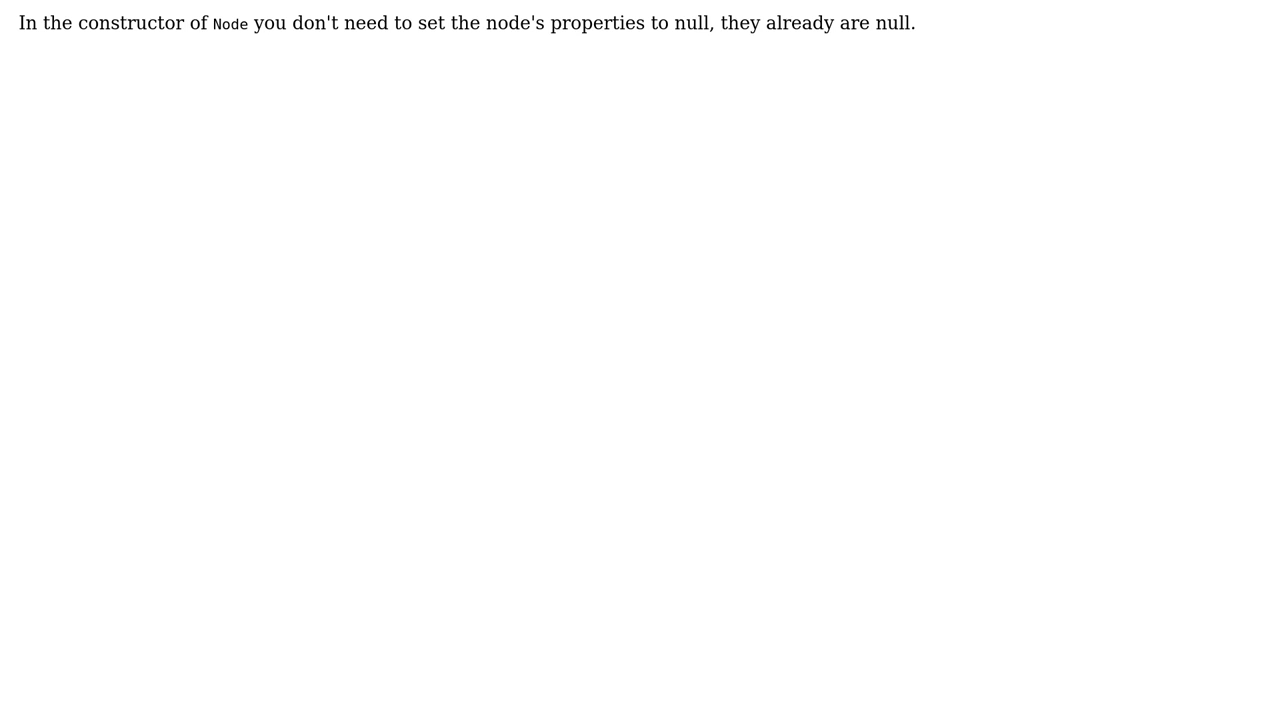 In the constructor of Node you don't need to set the node's properties to null, they already are null.